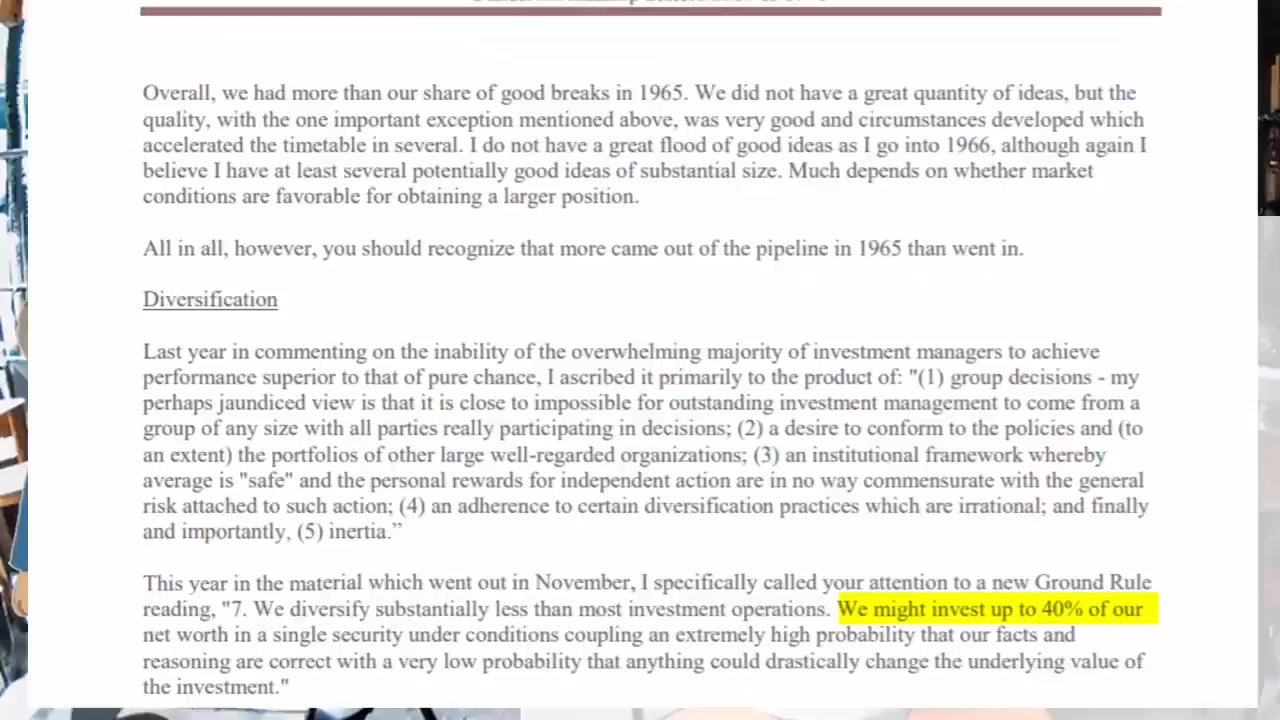 Overall, we had more than our share of good breaks in 1965. We did not have a great quantity of ideas, but the
quality, with the one important exception mentioned above, was very good and circumstances developed which
accelerated the timetable in several. I do not have a great flood of good ideas as I go into 1966, although again I
believe I have at least several potentially good ideas of substantial size. Much depends on whether market
conditions are favorable for obtaining a larger position.
All in all, however, you should recognize that more came out of the pipeline in 1965 than went in.
Diversification
Last year in commenting on the inability of the overwhelming majority of investment managers to achieve
performance superior to that of pure chance, I ascribed it primarily to the product of: "(1) group decisions - my
perhaps jaundiced view is that it is close to impossible for outstanding investment management to come from a
group of any size with all parties really participating in decisions; (2) a desire to conform to the policies and (to
an extent) the portfolios of other large well-regarded organizations; (3) an institutional framework whereby
average is "safe" and the personal rewards for independent action are in no way commensurate with the general
risk attached to such action; (4) an adherence to certain diversification practices which are irrational; and finally
and importantly, (5) inertia.”
This year in the material which went out in November, I specifically called your attention to a new Ground Rule
reading, "7. We diversify substantially less than most investment operations. We might invest up to 40% of our
net worth in a single security under conditions coupling an extremely high probability that our facts and
reasoning are correct with a very low probability that anything could drastically change the underlying value of
the investment."